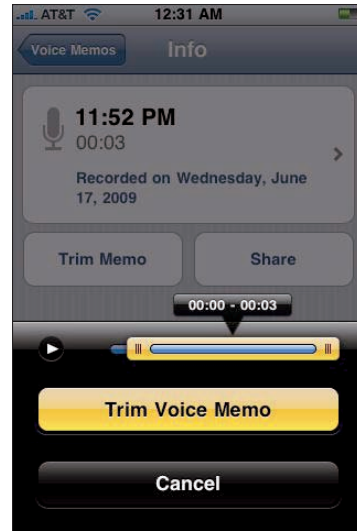 AT&T 12:31 AM
Voice Memos Info
11:52 PM
00:03
Recorded on Wednesday, June
17, 2009
Trim Memo Share
00:00 - 00:03
Trim Voice Memo
Cancel